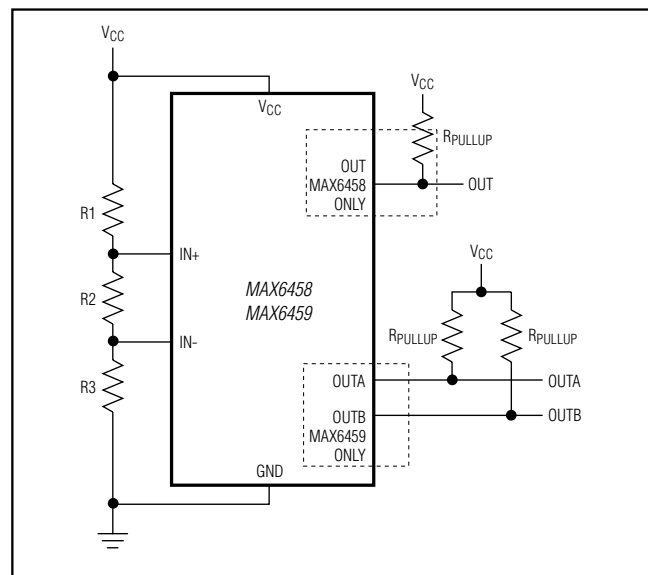 VCC
VCC
VCC
RPULLUP
OUT
MAX6458
ONLY
OUT
R1
IN+
R2
MAX6458
MAX6459
VCC
RPULLUP
RPULLUP
IN-
R3
OUTA
OUTA
OUTB
MAX6459
ONLY
OUTB
GND